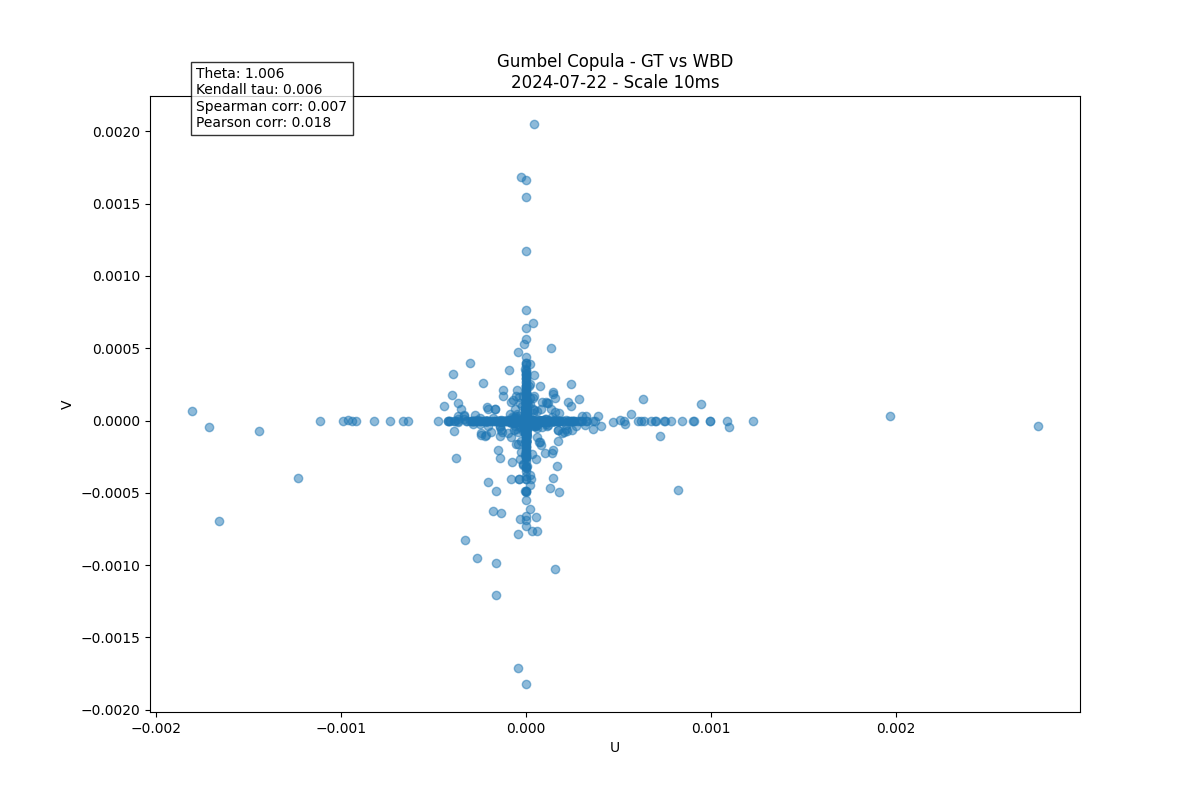 Gumbel Copula - GT vs WBD
2024-07-22 - Scale 10ms
Theta: 1.006
Kendall tau: 0.006
Spearman corr: 0.007
Pearson corr: 0.018
0.0020
0.0015
0.0010
0.0005
0.0000
−0.0005
−0.0010
−0.0015
−0.0020
V
−0.002
−0.001
0.000
0.001
0.002
U